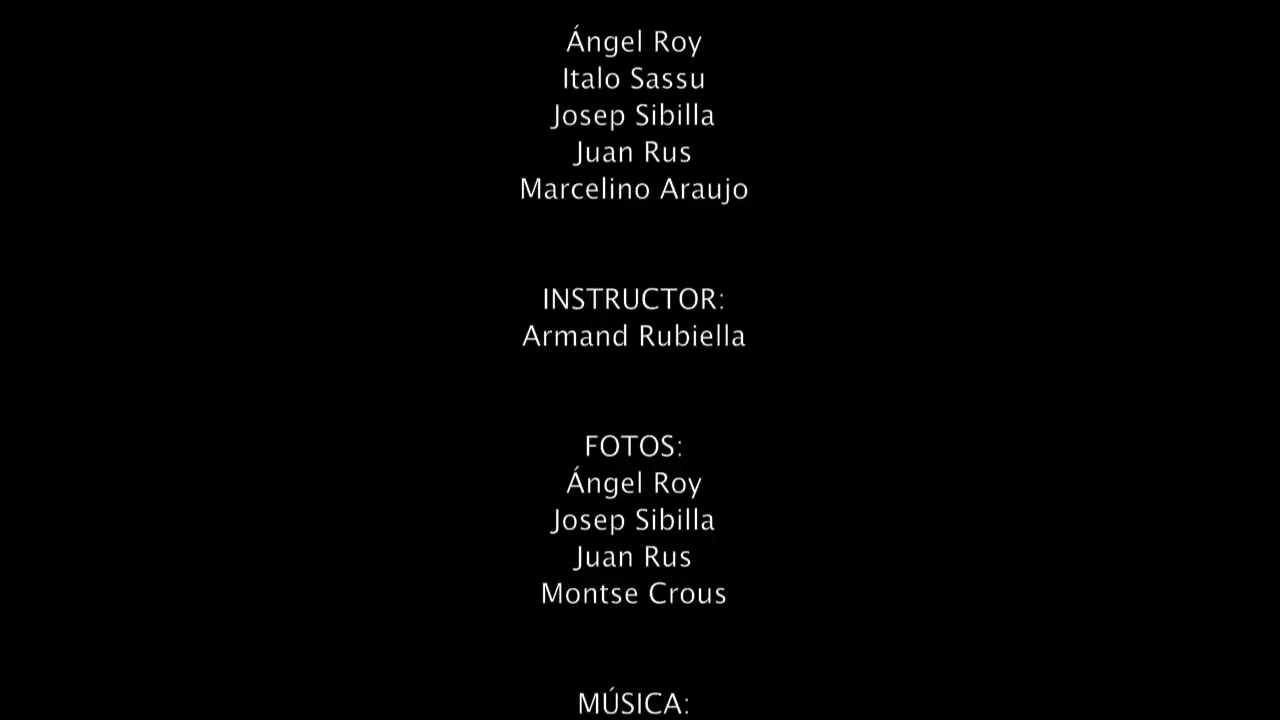 Ángel Roy
Italo Sassu
Josep Sibilla
Juan Rus
Marcelino Araujo
INSTRUCTOR:
Armand Rubiella
FOTOS:
Ángel Roy
Josep Sibilla
Juan Rus
Montse Crous
MÚSICA: